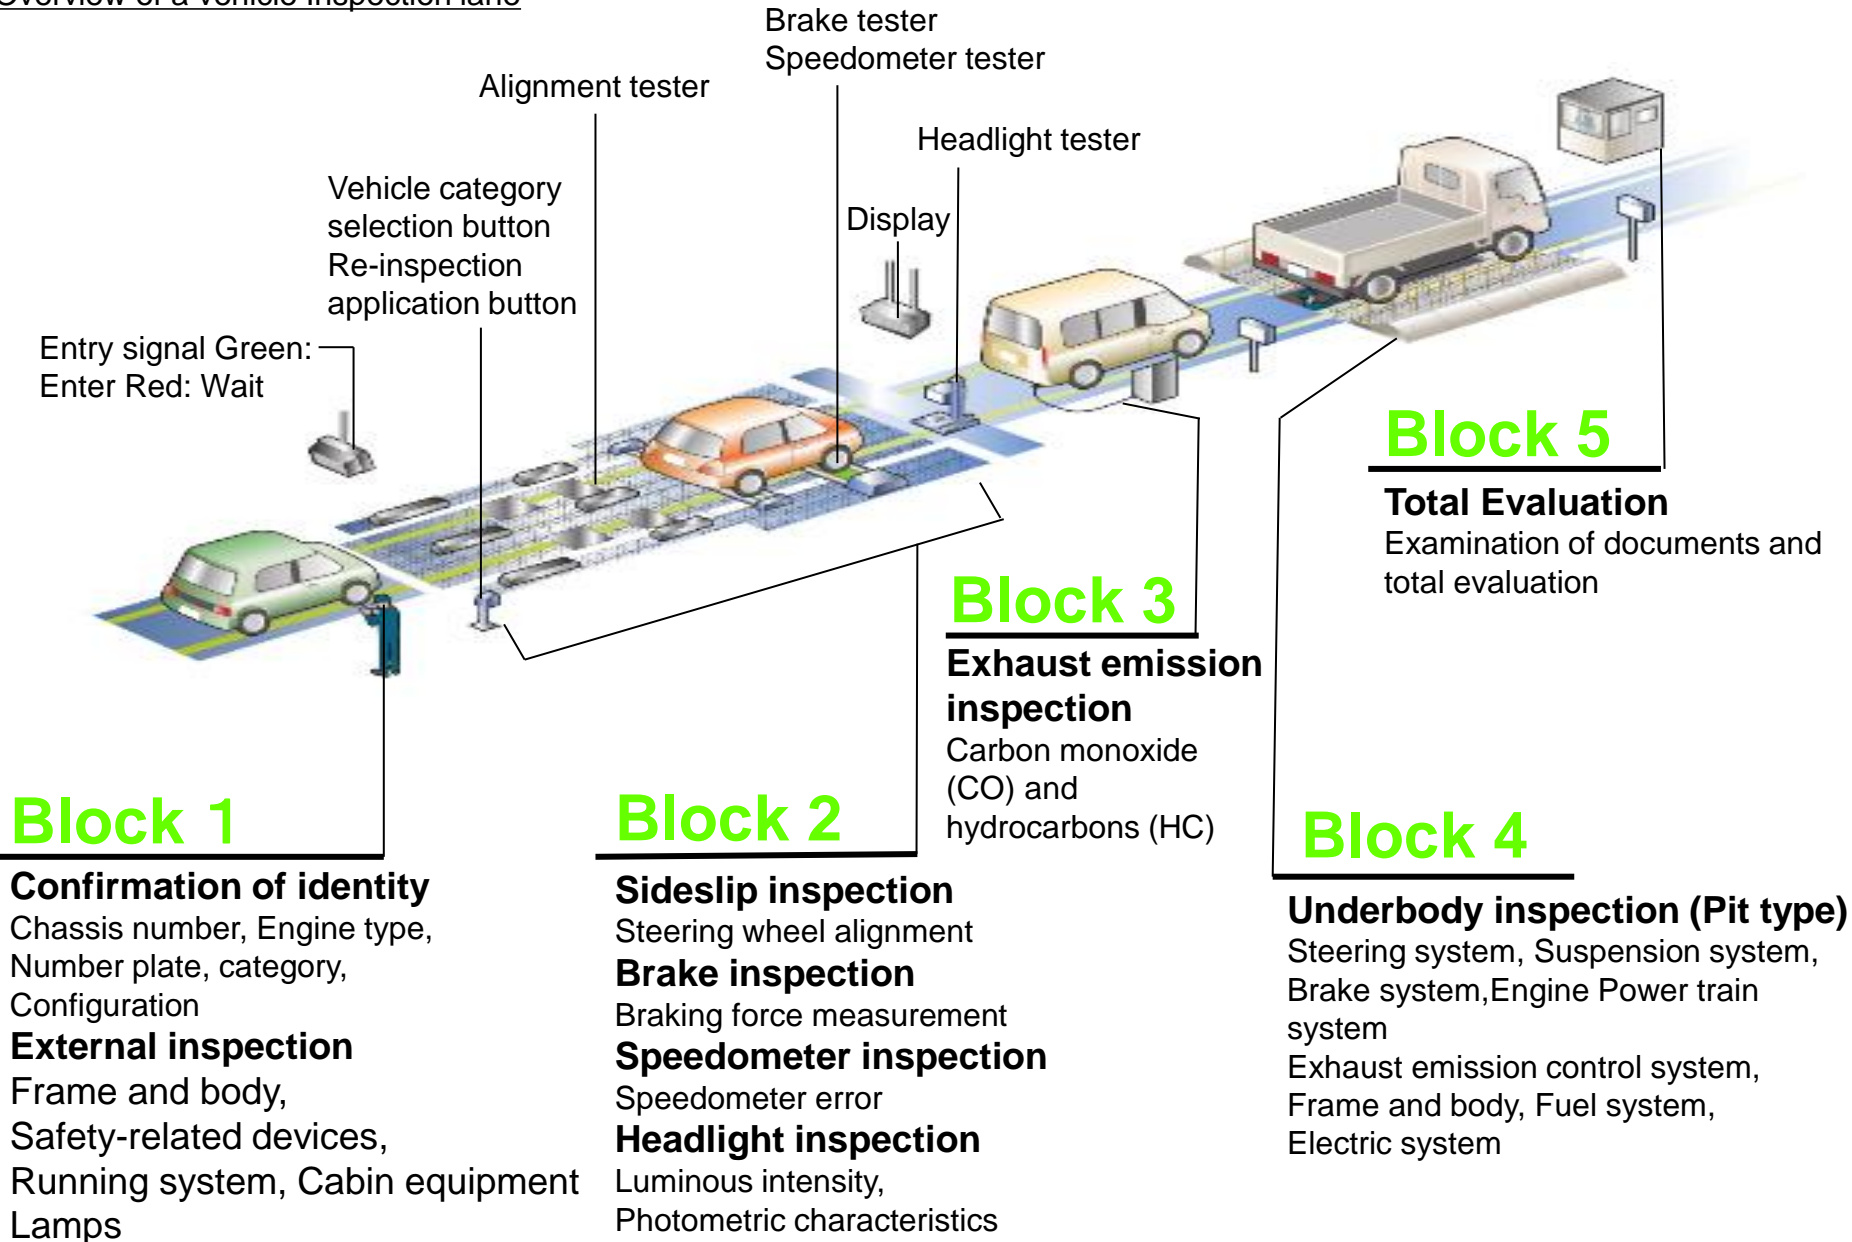 Overview of a vehicle inspection lane
Brake tester
Speedometer tester
Alignment tester
Headlight tester
Vehicle category
selection button
Re-inspection
application button
Display
Entry signal Green:
Enter Red: Wait
Block 5
Total Evaluation
Examination of documents and
total evaluation
Block 3
Exhaust emission
inspection
Carbon monoxide
(CO) and
hydrocarbons (HC)
Block 1
Confirmation of identity
Chassis number, Engine type,
Number plate, category,
Configuration
External inspection
Frame and body,
Safety-related devices,
Running system, Cabin equipment
Lamps
Block 2
Sideslip inspection
Steering wheel alignment
Brake inspection
Braking force measurement
Speedometer inspection
Speedometer error
Headlight inspection
Luminous intensity,
Photometric characteristics
Block 4
Underbody inspection (Pit type)
Steering system, Suspension system,
Brake system,Engine Power train
system
Exhaust emission control system,
Frame and body, Fuel system,
Electric system